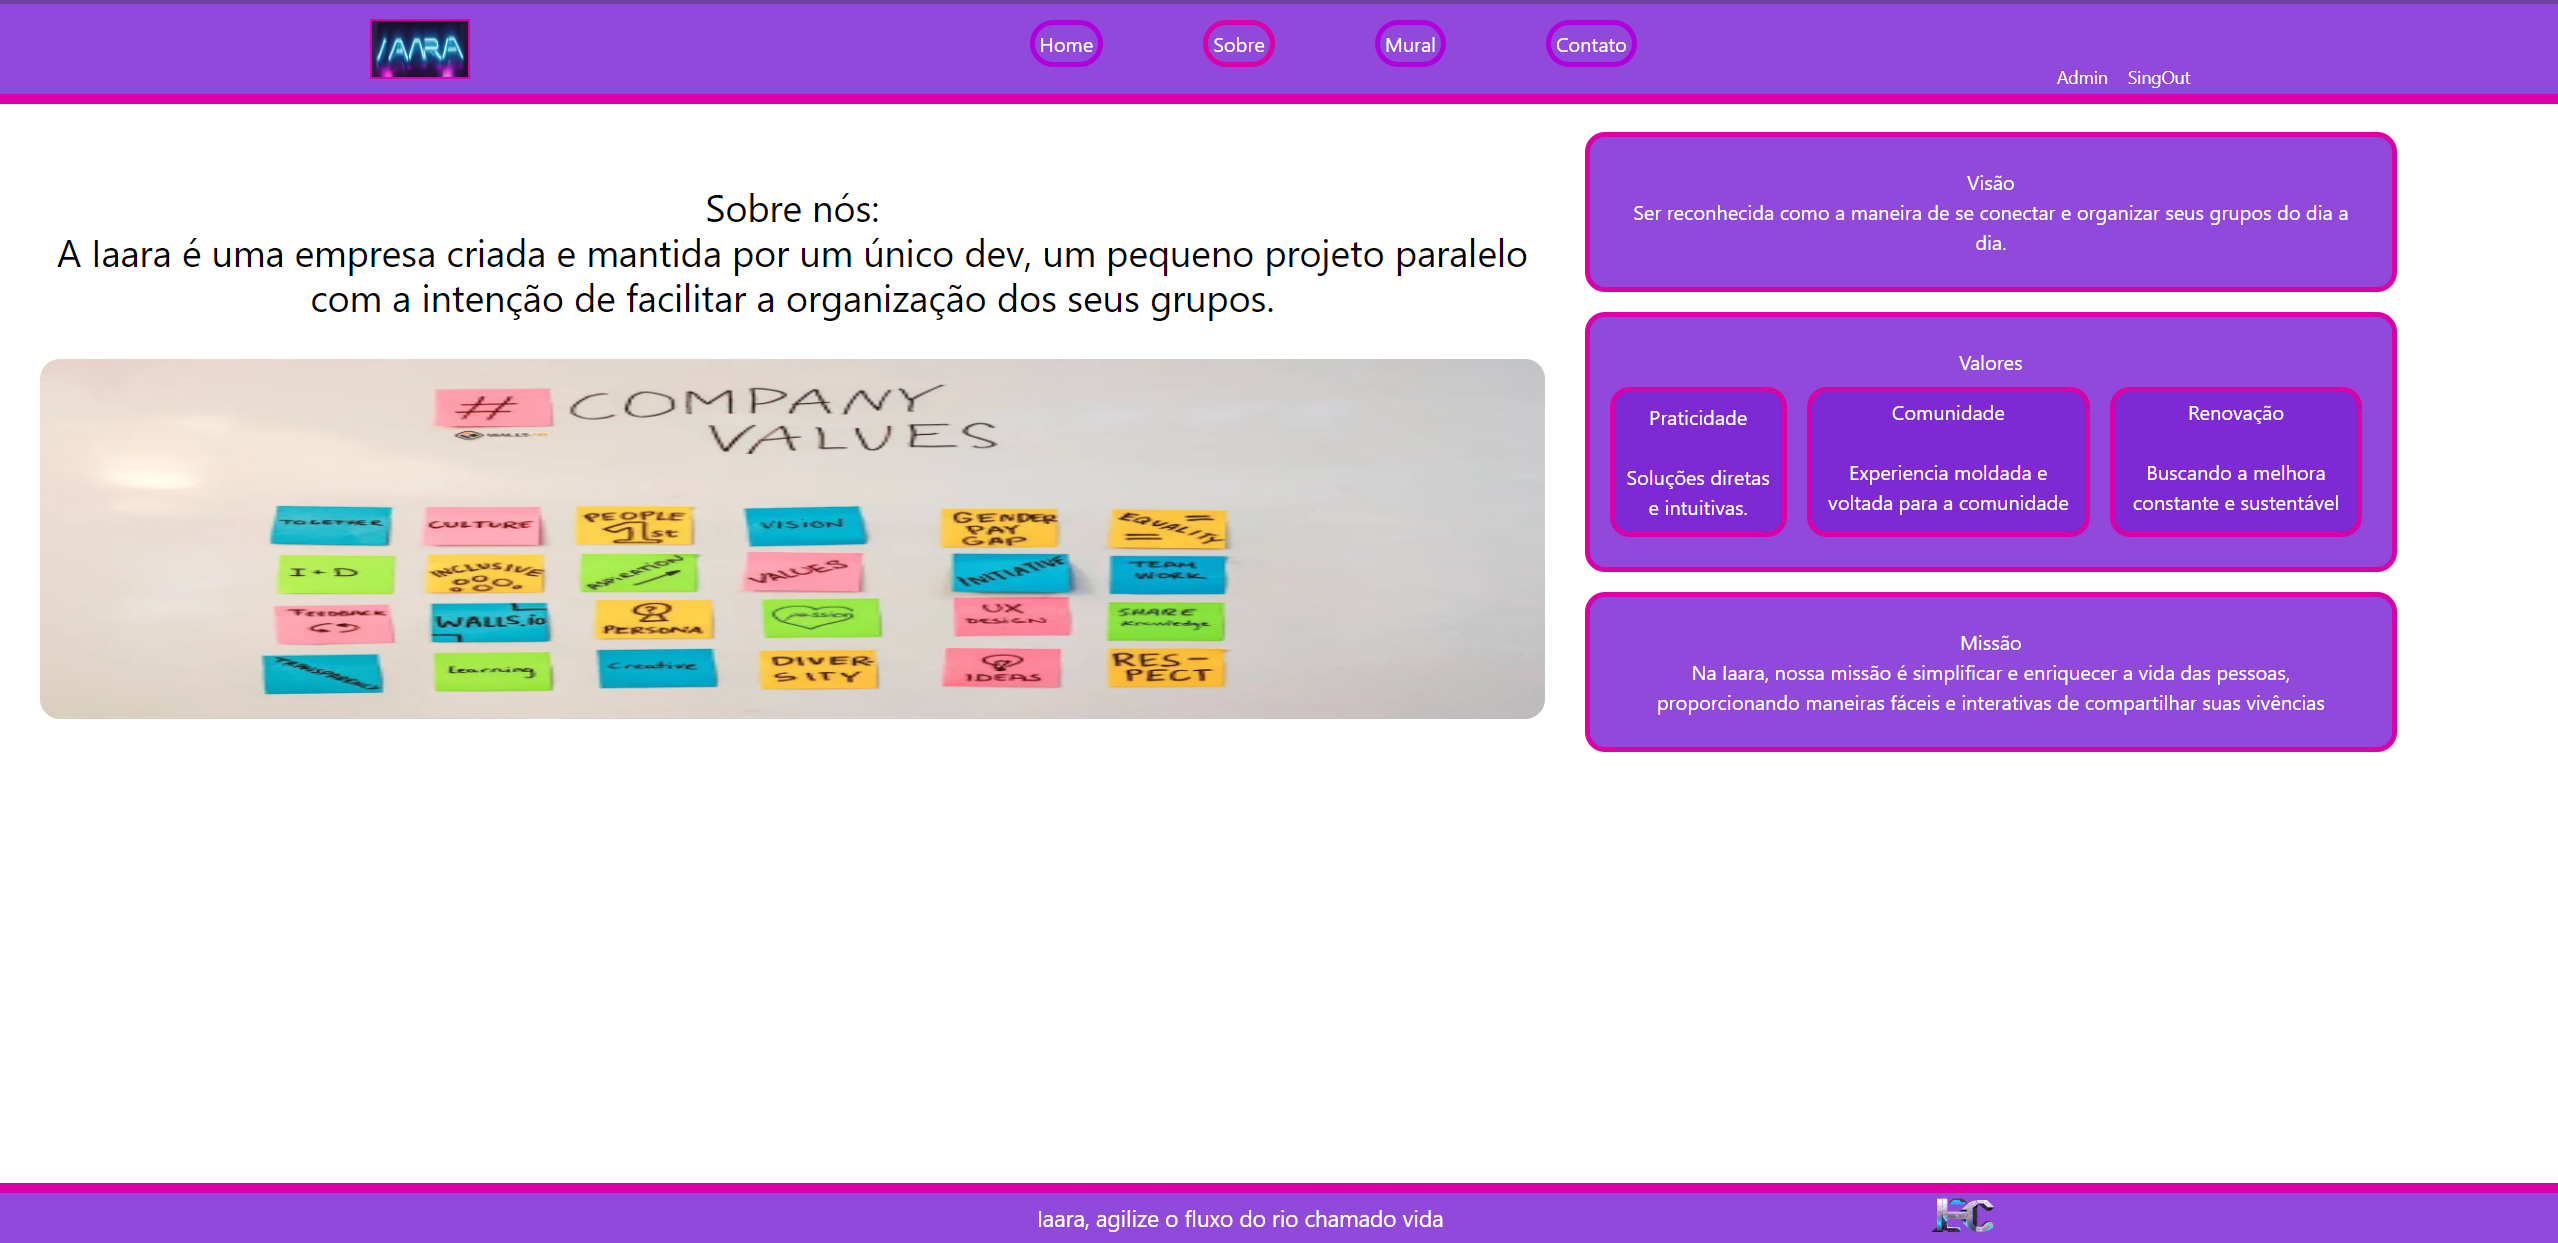 IAARA
Home
Sobre
Mural
Contato
Admin
SingOut
Sobre nós:
A Iaara é uma empresa criada e mantida por um único dev, um pequeno projeto paralelo
com a intenção de facilitar a organização dos seus grupos.
# COMPANY
VALUES
TOGETHER
CULTURE
PEOPLE
1st
VISION
GENDER
PAY
GAP
EQUALITY
I + D
INCLUSIVE
ASPIRATION
VALUES
INITIATIVE
TEAM
WORK
FEEDBACK
WALLS.io
PERSONA
passion
UX
DESIGN
SHARE
Knowledge
TRANSPARENCY
Learning
Creative
DIVER-
SITY
IDEAS
RES-
PECT
Visão
Ser reconhecida como a maneira de se conectar e organizar seus grupos do dia a
dia.
Valores
Praticidade
Soluções diretas
e intuitivas.
Comunidade
Experiencia moldada e
voltada para a comunidade
Renovação
Buscando a melhora
constante e sustentável
Missão
Na Iaara, nossa missão é simplificar e enriquecer a vida das pessoas,
proporcionando maneiras fáceis e interativas de compartilhar suas vivências
Iaara, agilize o fluxo do rio chamado vida